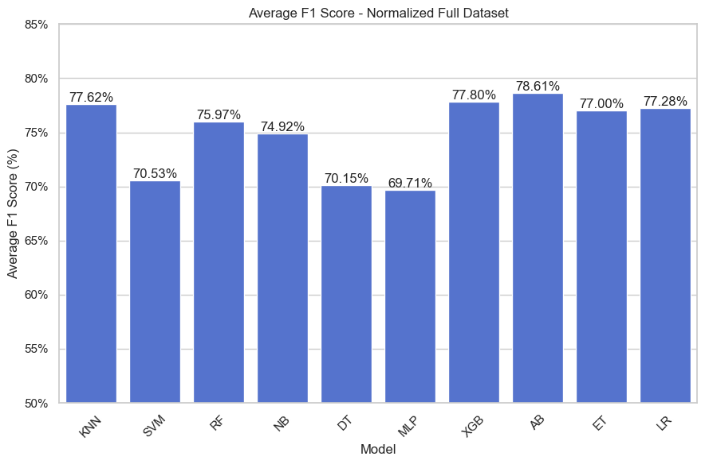 Average F1 Score - Normalized Full Dataset
Average F1 Score (%)
85%
80%
75%
70%
65%
60%
55%
50%
77.62%
70.53%
75.97%
74.92%
70.15%
69.71%
77.80%
78.61%
77.00%
77.28%
KNN
SVM
RF
NB
DT
MLP
XGB
AB
ET
LR
Model